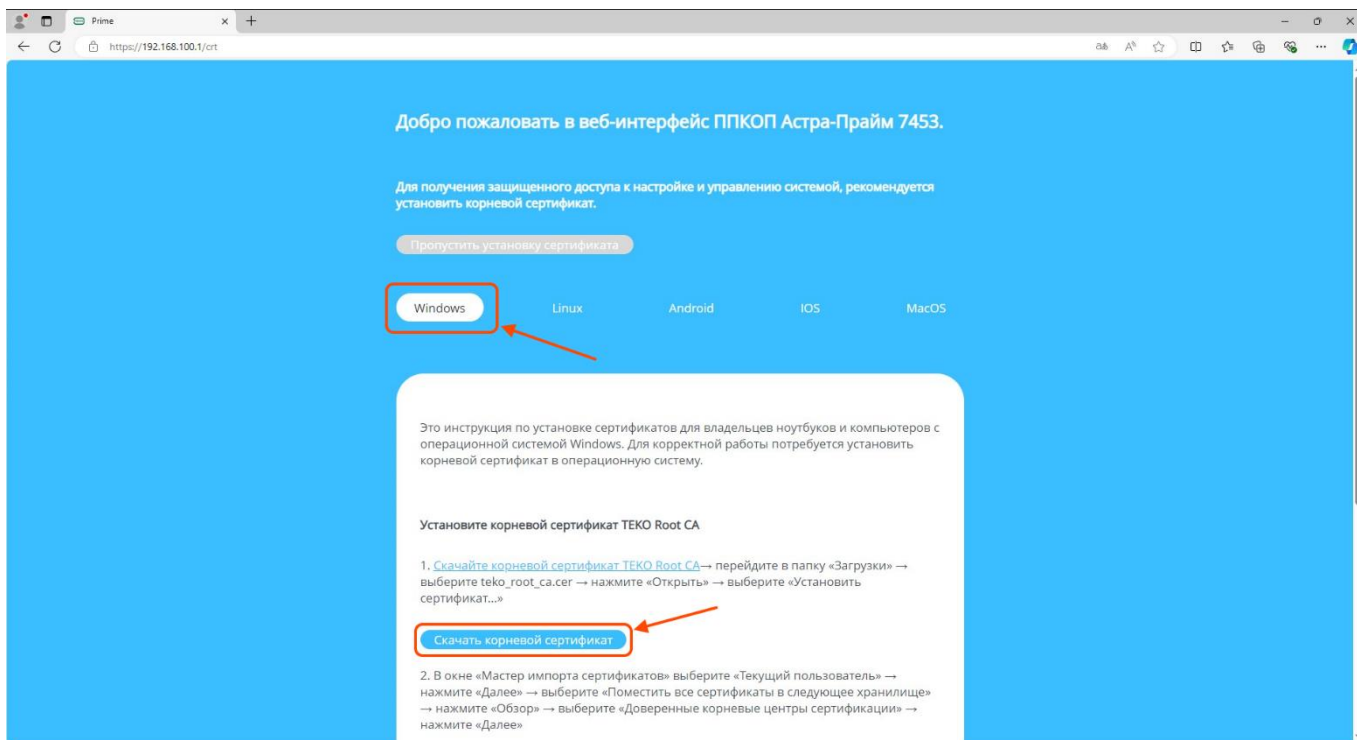 Prime
https://192.168.100.1/crt
Добро пожаловать в веб-интерфейс ППКОП Астра-Прайм 7453.
Для получения защищенного доступа к настройке и управлению системой, рекомендуется
установить корневой сертификат.
Пропустить установку сертификата
Windows Linux Android IOS MacOS
Это инструкция по установке сертификатов для владельцев ноутбуков и компьютеров с
операционной системой Windows. Для корректной работы потребуется установить
корневой сертификат в операционную систему.
Установите корневой сертификат TEKO Root CA
1. Скачайте корневой сертификат TEKO Root CA→ перейдите в папку «Загрузки» →
выберите teko_root_ca.cer → нажмите «Открыть» → выберите «Установить
сертификат...»
Скачать корневой сертификат
2. В окне «Мастер импорта сертификатов» выберите «Текущий пользователь» →
нажмите «Далее» → выберите «Поместить все сертификаты в следующее хранилище»
→ нажмите «Обзор» → выберите «Доверенные корневые центры сертификации» →
нажмите «Далее»